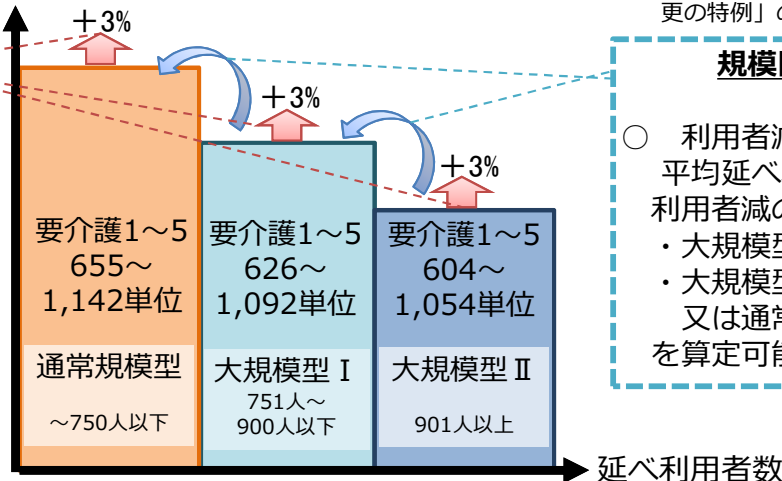 更の特例」の
+3%
+3%
+3%
規模
○ 利用者減
平均延べ
利用者減の
・大規模型
・大規模型
又は通常
を算定可能
要介護1~5
655~
1,142単位
通常規模型
~750人以下
要介護1~5
626~
1,092単位
大規模型Ⅰ
751人~
900人以下
要介護1~5
604~
1,054単位
大規模型Ⅱ
901人以上
延べ利用者数